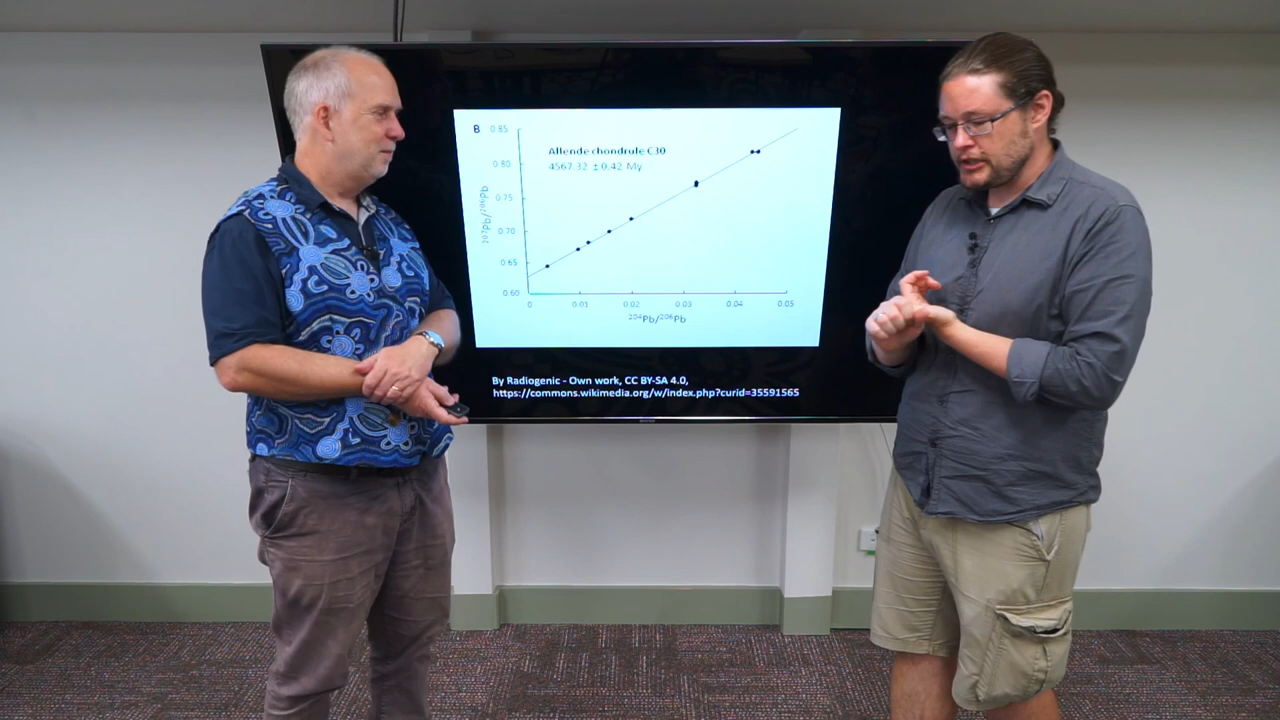 B
0.85
Allende chondrule C30
4567.32 ± 0.42 My
0.80
0.75
0.70
0.65
0.60
²⁰⁷Pb/²⁰⁶Pb
0
0.01
0.02
0.03
0.04
0.05
²⁰⁴Pb/²⁰⁶Pb
By Radiogenic - Own work, CC BY-SA 4.0,
https://commons.wikimedia.org/w/index.php?curid=35591565